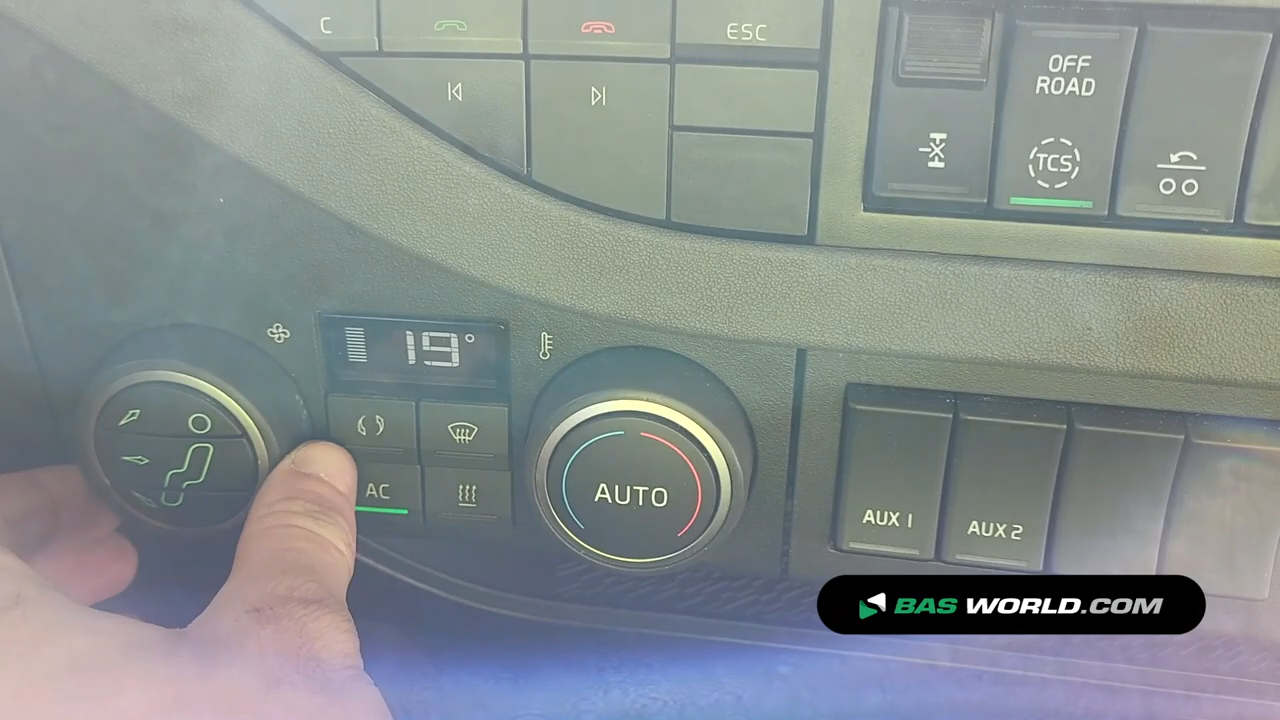 C
ESC
OFF
ROAD
TCS
19°
AC
AUTO
AUX 1
AUX 2
BAS WORLD.COM